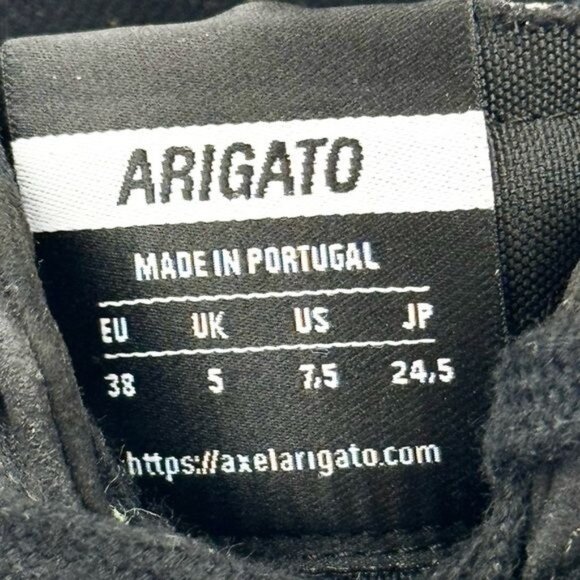 ARIGATO
MADE IN PORTUGAL
EU UK US JP
38 5 7,5 24,5
https://axelarigato.com